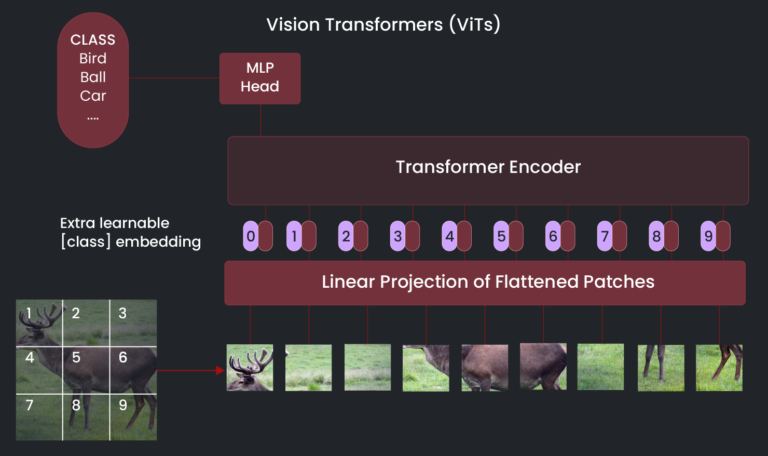 Vision Transformers (ViTs)
CLASS
Bird
Ball
Car
....
MLP
Head
Transformer Encoder
Extra learnable
[class] embedding
0 1 2 3 4 5 6 7 8 9
Linear Projection of Flattened Patches
1 2 3
4 5 6
7 8 9